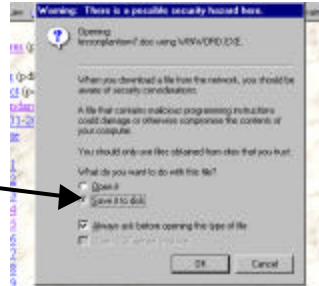 Warning: There is a possible security hazard here.
Opening:
using WINWORD.EXE.
When you download a file from the network, you should be
aware of security considerations.
A file that contains malicious programming instructions
could damage or otherwise compromise the contents of
your computer.
You should only use files obtained from sites that you trust.
What do you want to do with this file?
Open it
Save it to disk
Always ask before opening this type of file
OK
Cancel